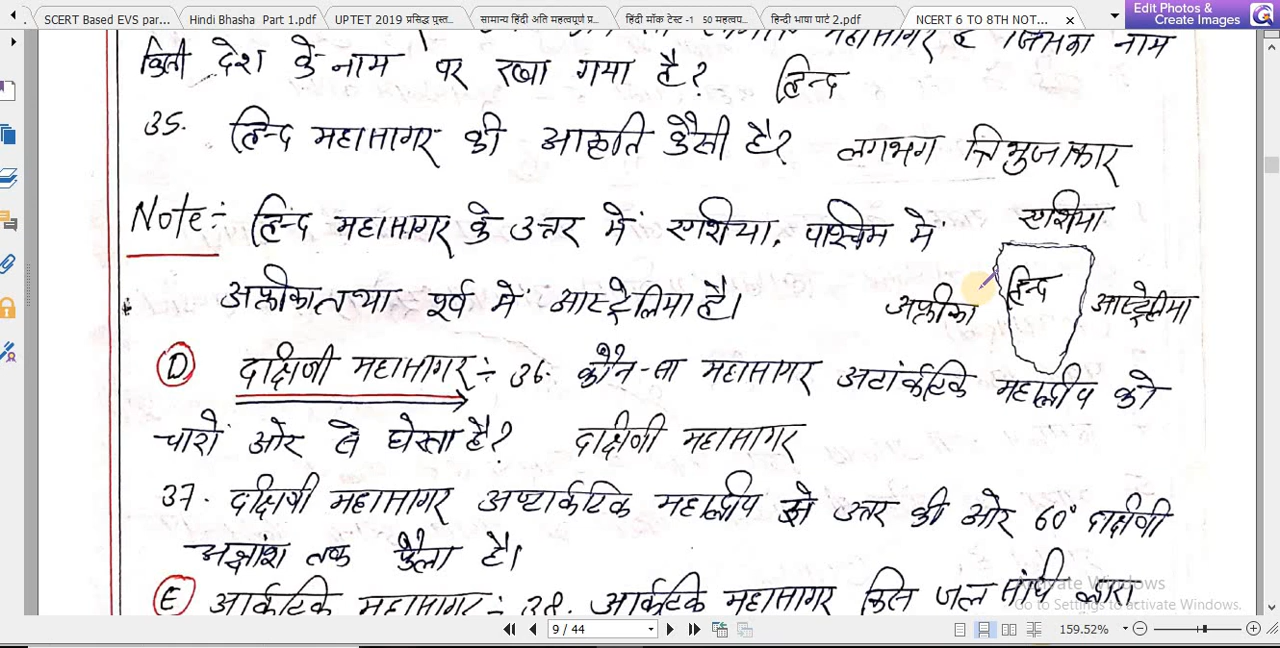 SCERT Based EVS par...
Hindi Bhasha Part 1.pdf
UPTET 2019 प्रसिद्ध पुस्त...
सामान्य हिंदी अति महत्वपूर्ण प्र...
हिंदी मॉक टेस्ट -1 50 महत्वप...
हिन्दी भाषा पार्ट 2.pdf
NCERT 6 TO 8TH NOT...
Edit Photos &
Create Images
महासागर है जिसका नाम
किसी देश के नाम पर रखा गया है? हिन्द
35. हिन्द महासागर की आकृति कैसी है? लगभग त्रिभुजाकार
Note:- हिन्द महासागर के उत्तर में एशिया, पश्चिम में
अफ्रीका तथा पूर्व में आस्ट्रेलिया है।
एशिया
हिन्द
अफ्रीका
आस्ट्रेलिया
D दक्षिणी महासागर :- 36. कौन-सा महासागर अंटार्कटिक महाद्वीप को
चारों ओर से घेरता है? दक्षिणी महासागर
37. दक्षिणी महासागर अण्टार्कटिक महाद्वीप से उत्तर की ओर 60° दक्षिणी
अक्षांश तक फैला है।
E आर्कटिक महासागर :- 38. आर्कटिक महासागर किस जल संधि द्वारा
Activate Windows
Go to Settings to activate Windows.
9 / 44
159.52%